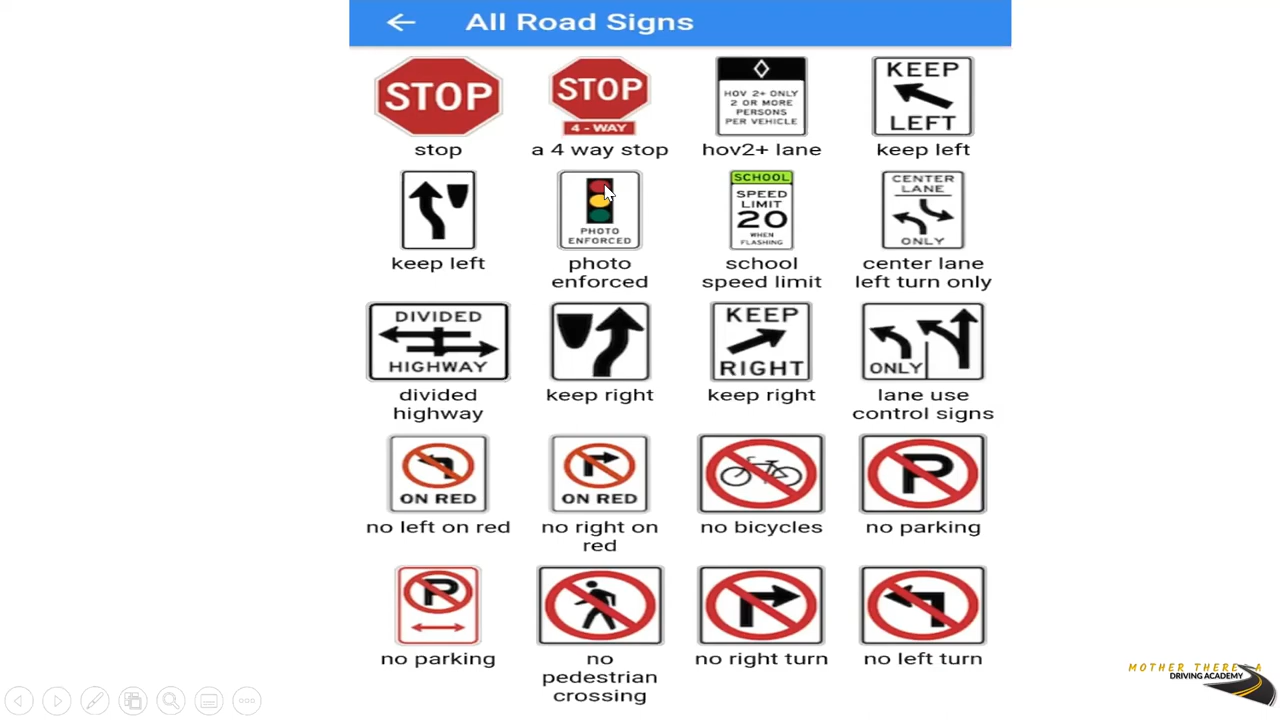 All Road Signs
STOP
stop
STOP
4 - WAY
a 4 way stop
HOV 2+ ONLY
2 OR MORE
PERSONS
PER VEHICLE
hov2+ lane
KEEP
LEFT
keep left
keep left
PHOTO
ENFORCED
photo
enforced
SCHOOL
SPEED
LIMIT
20
WHEN
FLASHING
school
speed limit
CENTER
LANE
ONLY
center lane
left turn only
DIVIDED
HIGHWAY
divided
highway
keep right
KEEP
RIGHT
keep right
ONLY
lane use
control signs
ON RED
no left on red
ON RED
no right on
red
no bicycles
P
no parking
P
no parking
no
pedestrian
crossing
no right turn
no left turn
MOTHER THERESA
DRIVING ACADEMY